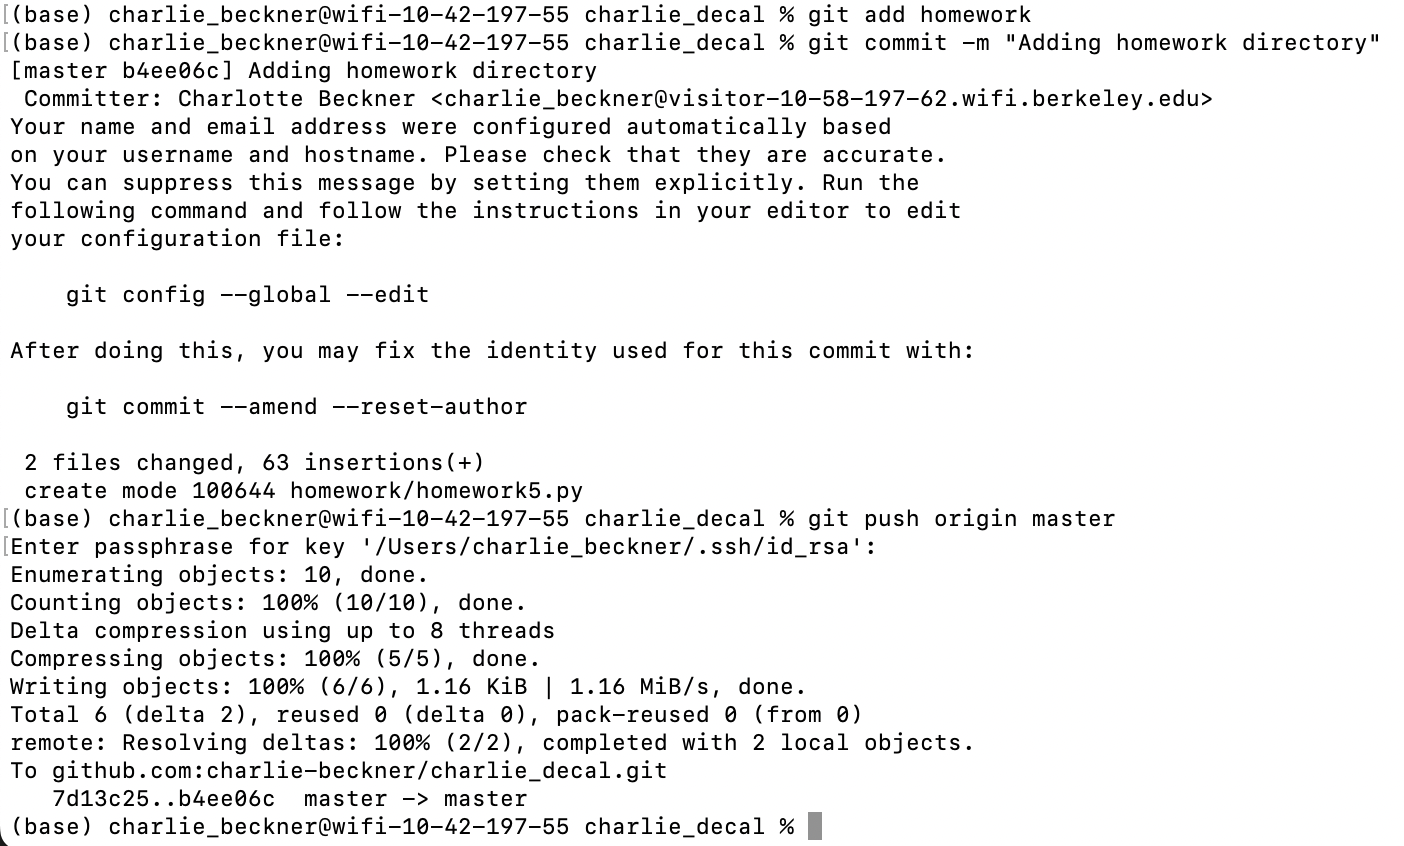 (base) charlie_beckner@wifi-10-42-197-55 charlie_decal % git add homework
(base) charlie_beckner@wifi-10-42-197-55 charlie_decal % git commit -m "Adding homework directory"
[master b4ee06c] Adding homework directory
 Committer: Charlotte Beckner <charlie_beckner@visitor-10-58-197-62.wifi.berkeley.edu>
Your name and email address were configured automatically based
on your username and hostname. Please check that they are accurate.
You can suppress this message by setting them explicitly. Run the
following command and follow the instructions in your editor to edit
your configuration file:

    git config --global --edit

After doing this, you may fix the identity used for this commit with:

    git commit --amend --reset-author

 2 files changed, 63 insertions(+)
 create mode 100644 homework/homework5.py
(base) charlie_beckner@wifi-10-42-197-55 charlie_decal % git push origin master
Enter passphrase for key '/Users/charlie_beckner/.ssh/id_rsa':
Enumerating objects: 10, done.
Counting objects: 100% (10/10), done.
Delta compression using up to 8 threads
Compressing objects: 100% (5/5), done.
Writing objects: 100% (6/6), 1.16 KiB | 1.16 MiB/s, done.
Total 6 (delta 2), reused 0 (delta 0), pack-reused 0 (from 0)
remote: Resolving deltas: 100% (2/2), completed with 2 local objects.
To github.com:charlie-beckner/charlie_decal.git
   7d13c25..b4ee06c  master -> master
(base) charlie_beckner@wifi-10-42-197-55 charlie_decal %